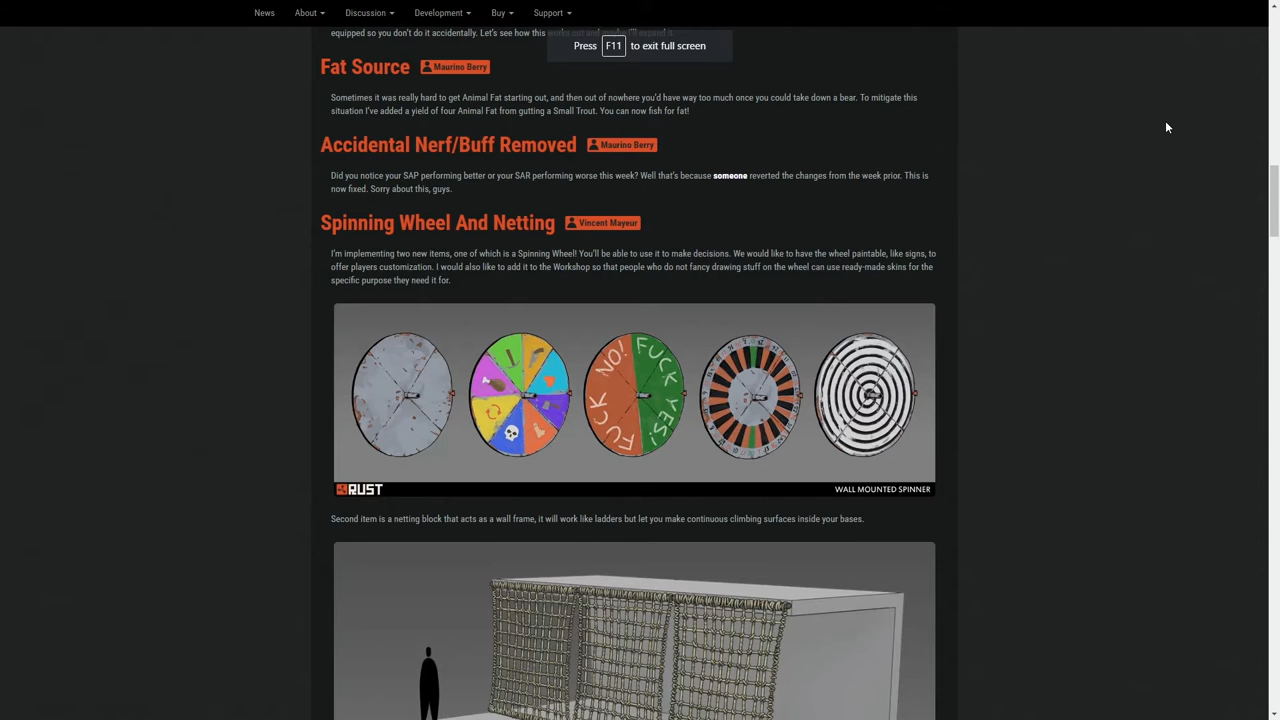 News About Discussion Development Buy Support
equipped so you don't do it accidentally. Let's see how this works out and
Press F11 to exit full screen
Fat Source Maurino Berry
Sometimes it was really hard to get Animal Fat starting out, and then out of nowhere you'd have way too much once you could take down a bear. To mitigate this
situation I've added a yield of four Animal Fat from gutting a Small Trout. You can now fish for fat!
Accidental Nerf/Buff Removed Maurino Berry
Did you notice your SAP performing better or your SAR performing worse this week? Well that's because someone reverted the changes from the week prior. This is
now fixed. Sorry about this, guys.
Spinning Wheel And Netting Vincent Mayeur
I'm implementing two new items, one of which is a Spinning Wheel! You'll be able to use it to make decisions. We would like to have the wheel paintable, like signs, to
offer players customization. I would also like to add it to the Workshop so that people who do not fancy drawing stuff on the wheel can use ready-made skins for the
specific purpose they need it for.
FUCK NO!
FUCK YES!
RUST
WALL MOUNTED SPINNER
Second item is a netting block that acts as a wall frame, it will work like ladders but let you make continuous climbing surfaces inside your bases.